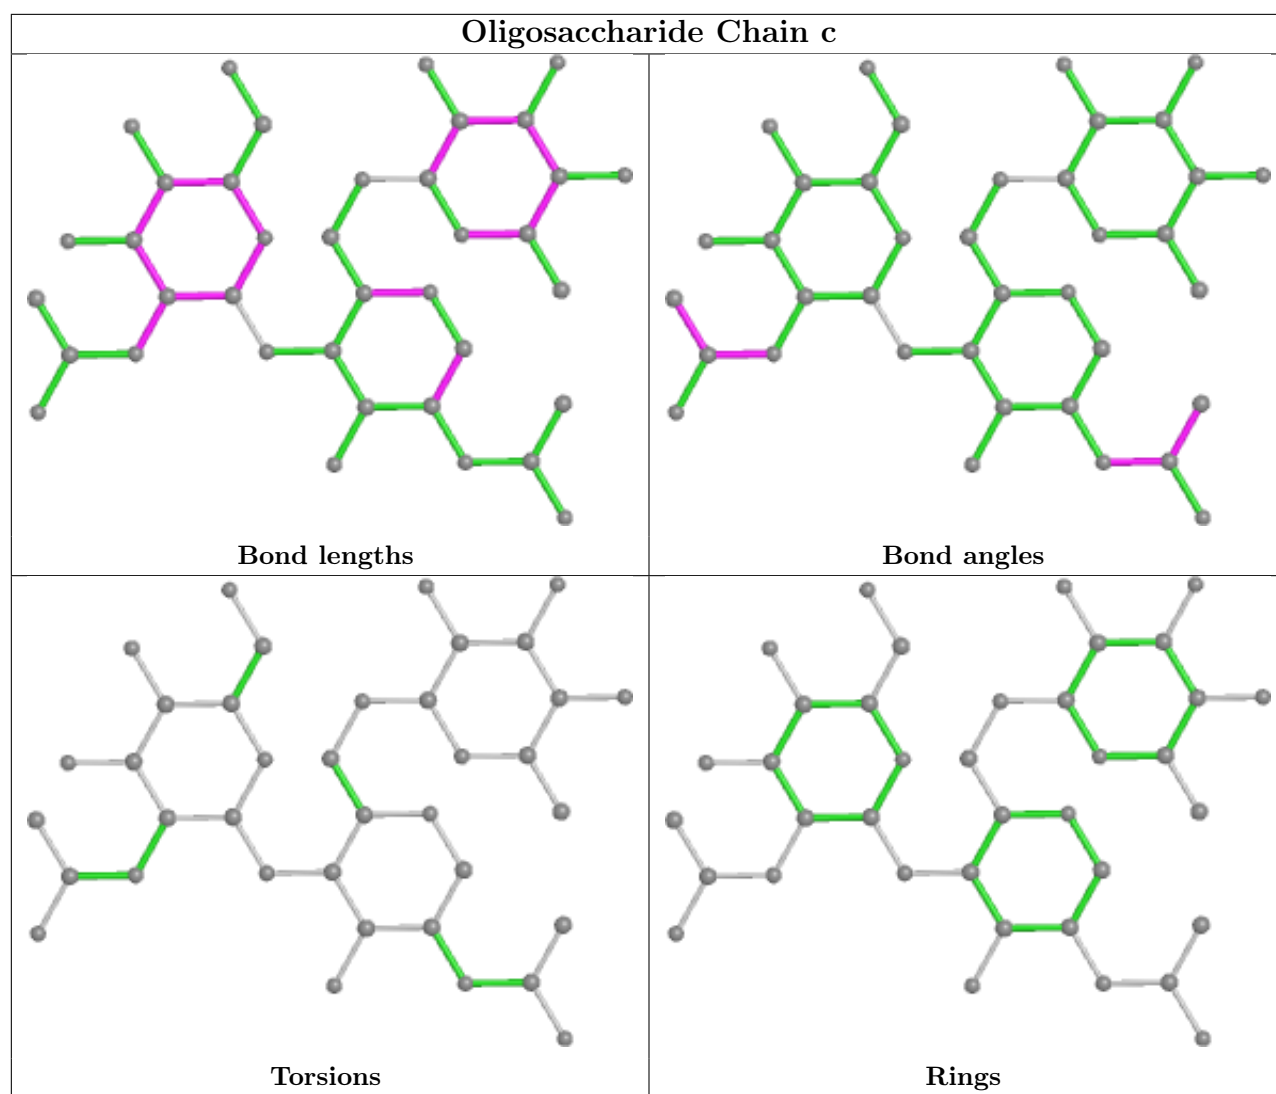 Oligosaccharide Chain c
Bond lengths
Bond angles
Torsions
Rings